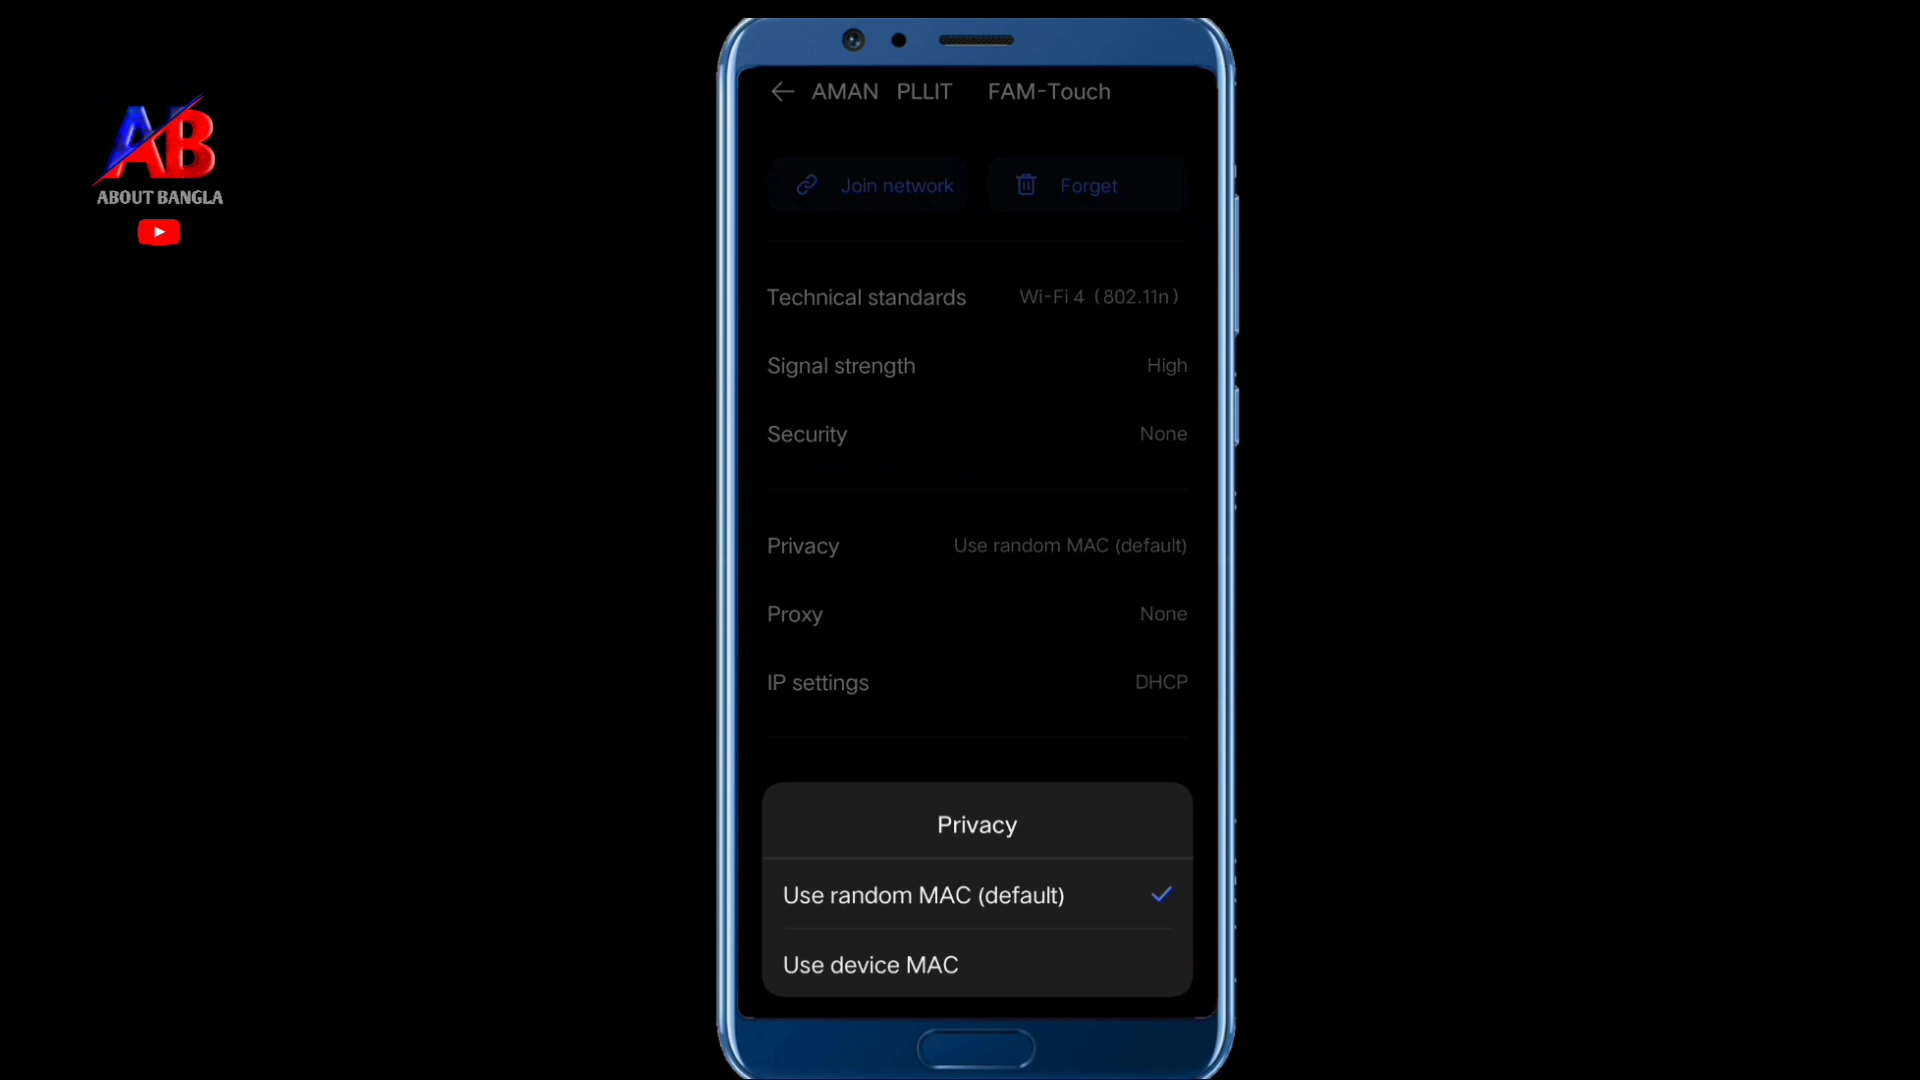 AB
ABOUT BANGLA
AMAN PLLIT FAM-Touch
Join network
Forget
Technical standards Wi-Fi 4 (802.11n)
Signal strength High
Security None
Privacy Use random MAC (default)
Proxy None
IP settings DHCP
Privacy
Use random MAC (default)
Use device MAC